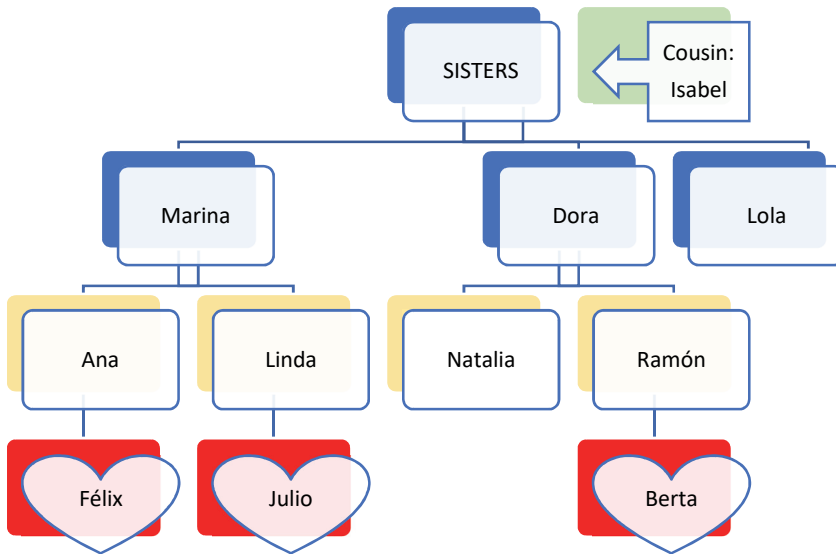 SISTERS
Cousin:
Isabel
Marina
Dora
Lola
Ana
Linda
Natalia
Ramón
Félix
Julio
Berta